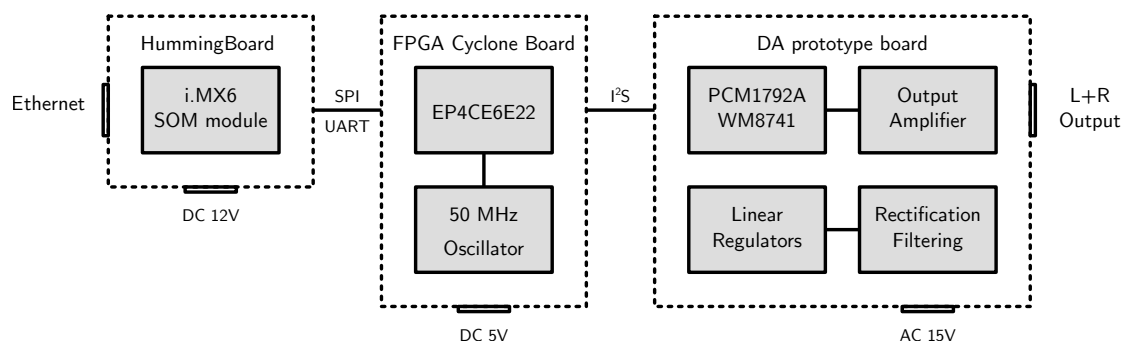 HummingBoard
i.MX6
SOM module
Ethernet
DC 12V
SPI
UART
FPGA Cyclone Board
EP4CE6E22
50 MHz
Oscillator
DC 5V
I²S
DA prototype board
PCM1792A
WM8741
Output
Amplifier
Linear
Regulators
Rectification
Filtering
AC 15V
L+R
Output